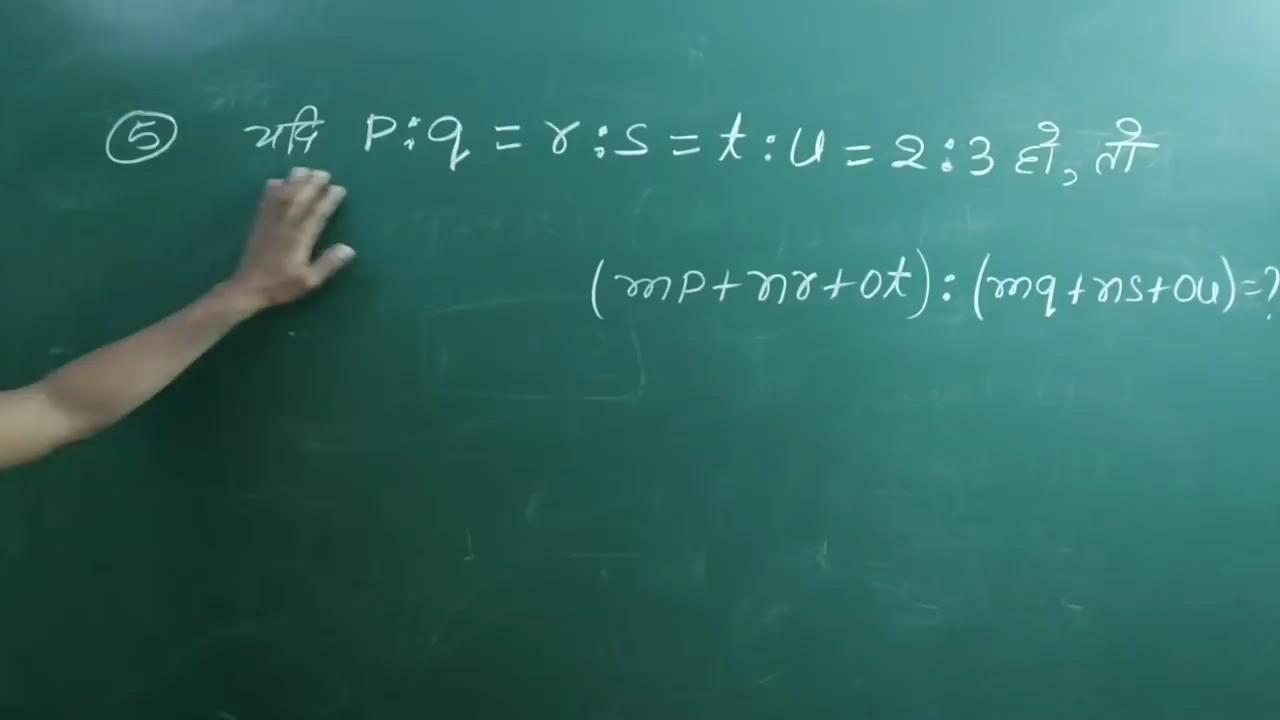 ⑤ यदि P:q = r:s = t:u = 2:3 हो, तो
(mp+nr+ot):(mq+ns+ou)=?